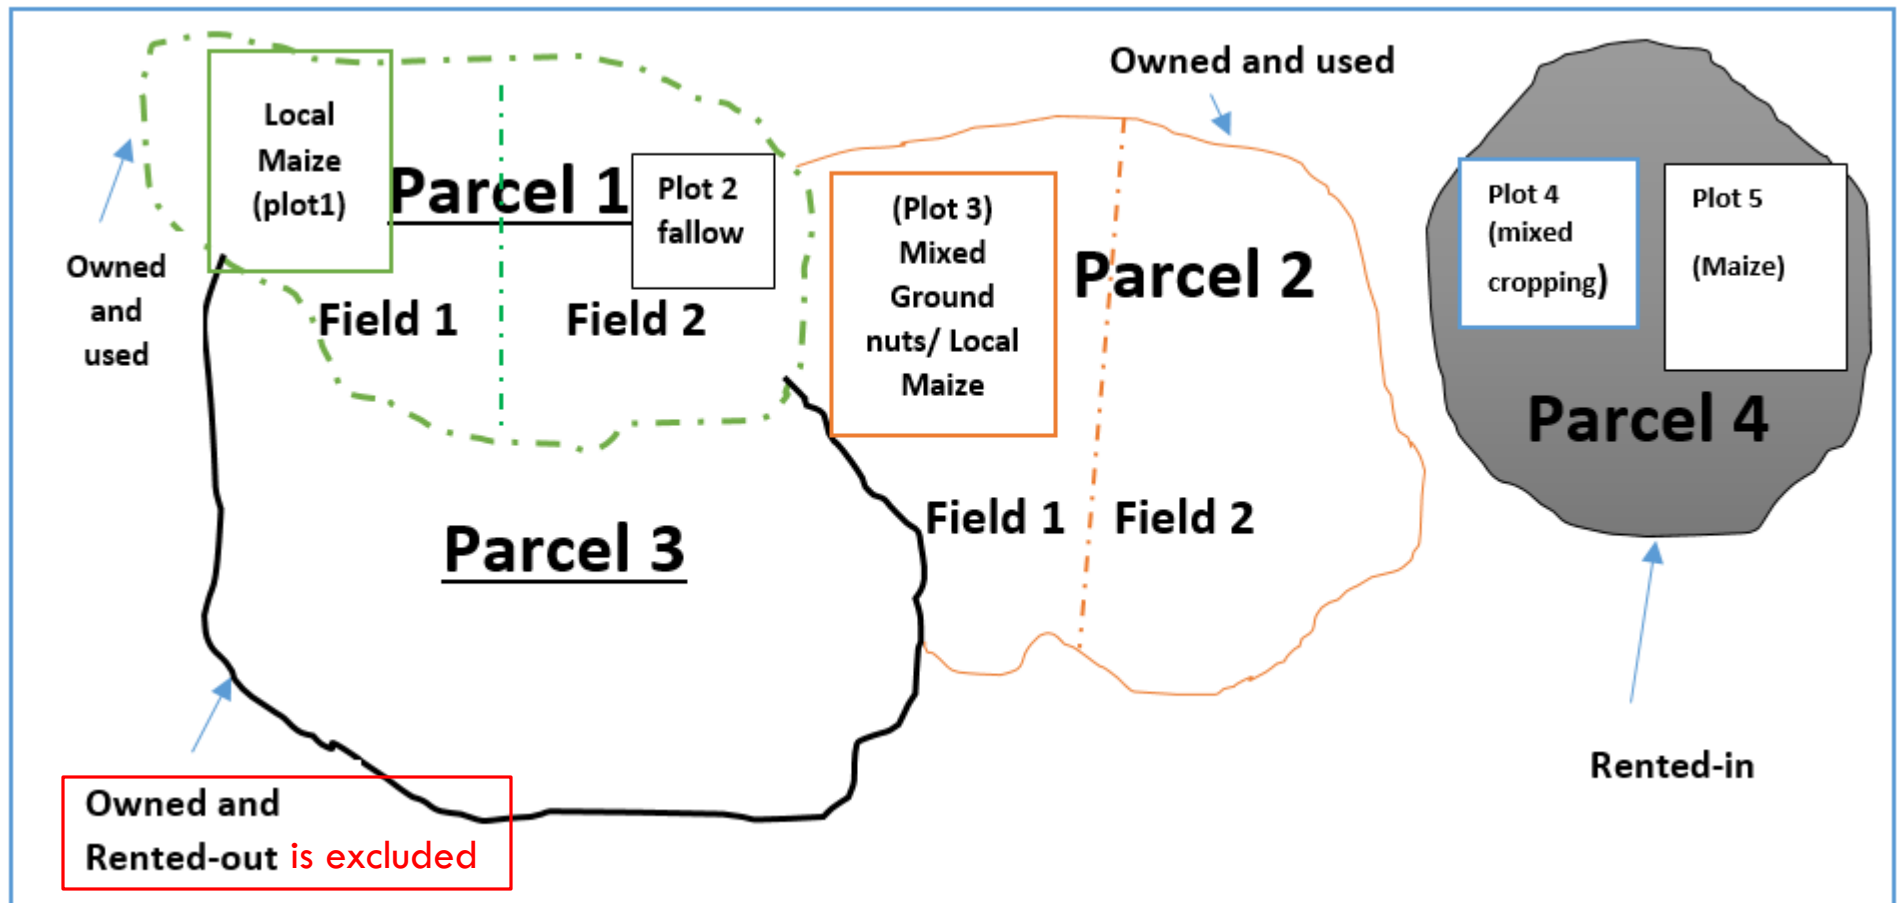 Local
Maize
(plot1)
Parcel 1
Plot 2
fallow
Field 1
Field 2
Owned
and
used
Owned and used
(Plot 3)
Mixed
Ground
nuts/ Local
Maize
Parcel 2
Field 1
Field 2
Plot 4
(mixed
cropping)
Plot 5
(Maize)
Parcel 4
Rented-in
Parcel 3
Owned and
Rented-out is excluded